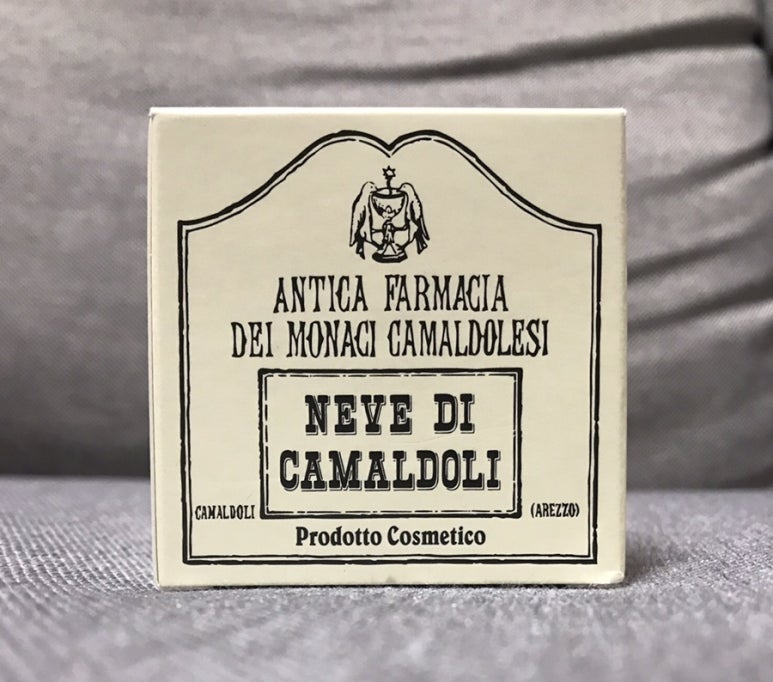 ANTICA FARMACIA
DEI MONACI CAMALDOLESI
NEVE DI
CAMALDOLI
CAMALDOLI (AREZZO)
Prodotto Cosmetico